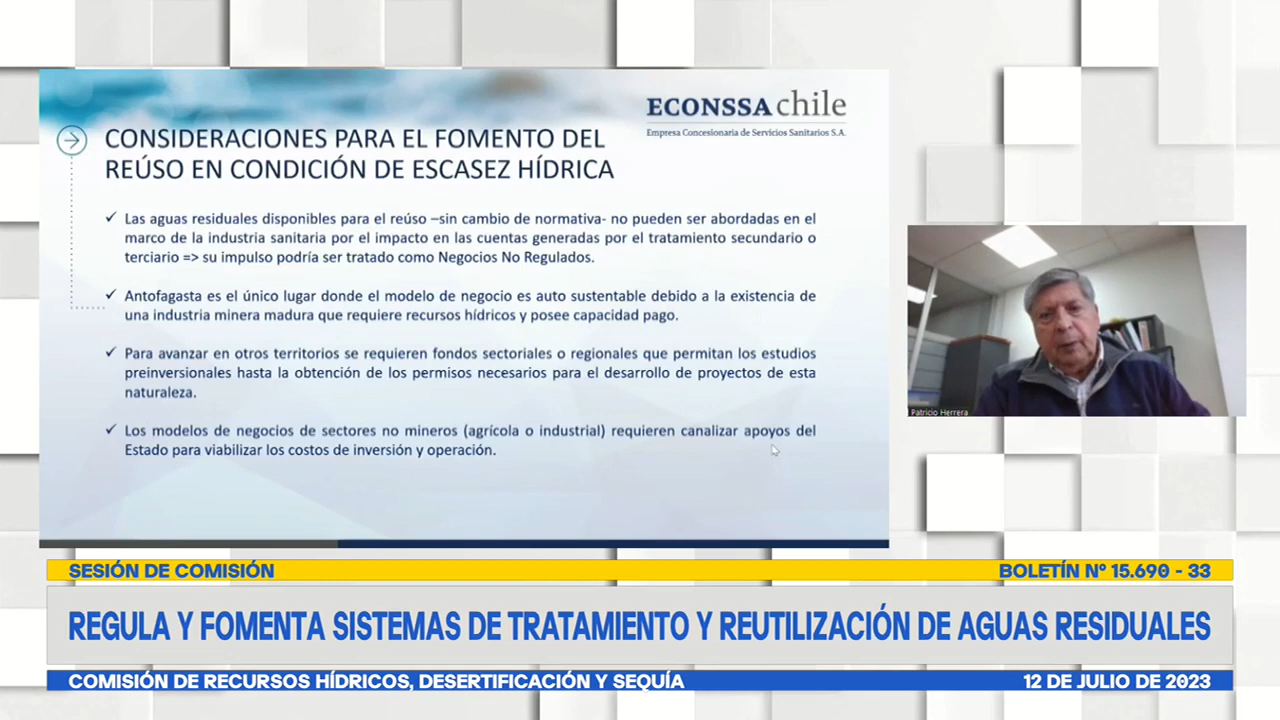 ECONSSA chile
Empresa Concesionaria de Servicios Sanitarios S.A.
CONSIDERACIONES PARA EL FOMENTO DEL
REÚSO EN CONDICIÓN DE ESCASEZ HÍDRICA
✓ Las aguas residuales disponibles para el reúso –sin cambio de normativa- no pueden ser abordadas en el
marco de la industria sanitaria por el impacto en las cuentas generadas por el tratamiento secundario o
terciario => su impulso podría ser tratado como Negocios No Regulados.
✓ Antofagasta es el único lugar donde el modelo de negocio es auto sustentable debido a la existencia de
una industria minera madura que requiere recursos hídricos y posee capacidad pago.
✓ Para avanzar en otros territorios se requieren fondos sectoriales o regionales que permitan los estudios
preinversionales hasta la obtención de los permisos necesarios para el desarrollo de proyectos de esta
naturaleza.
✓ Los modelos de negocios de sectores no mineros (agrícola o industrial) requieren canalizar apoyos del
Estado para viabilizar los costos de inversión y operación.
Patricio Herrera
SESIÓN DE COMISIÓN
BOLETÍN N° 15.690 - 33
REGULA Y FOMENTA SISTEMAS DE TRATAMIENTO Y REUTILIZACIÓN DE AGUAS RESIDUALES
COMISIÓN DE RECURSOS HÍDRICOS, DESERTIFICACIÓN Y SEQUÍA
12 DE JULIO DE 2023